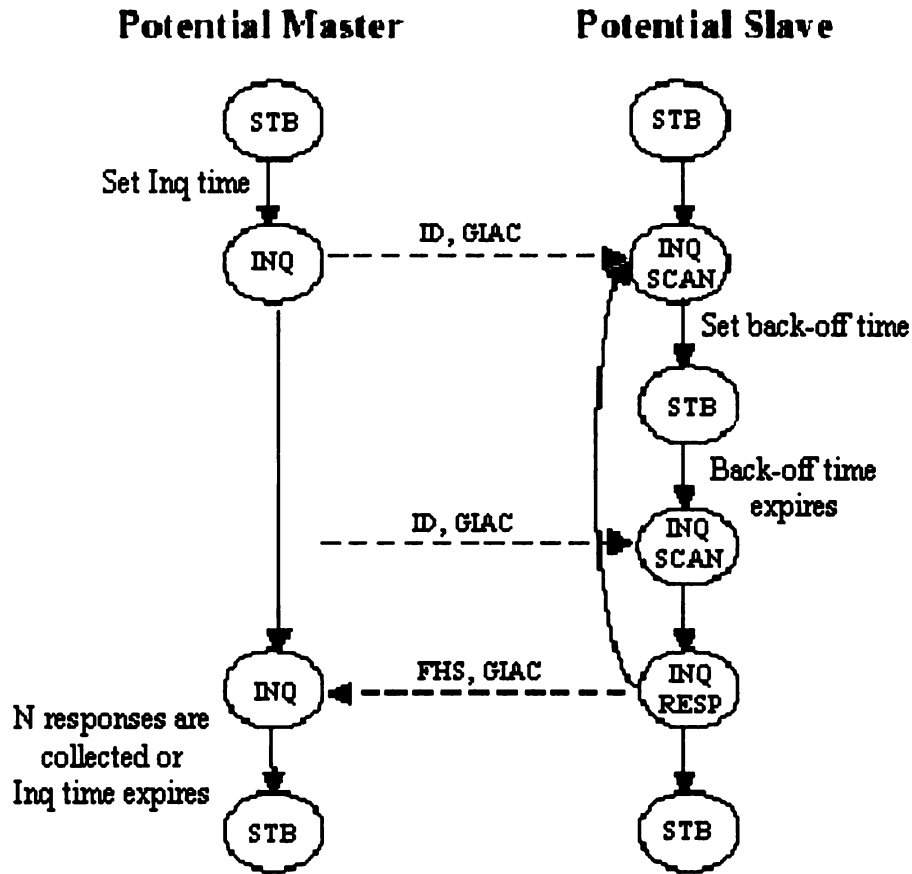 Potential Master
Potential Slave
STB
STB
Set Inq time
INQ
ID, GIAC
INQ
SCAN
Set back-off time
STB
Back-off time
expires
ID, GIAC
INQ
SCAN
INQ
FHS, GIAC
INQ
RESP
N responses are
collected or
Inq time expires
STB
STB